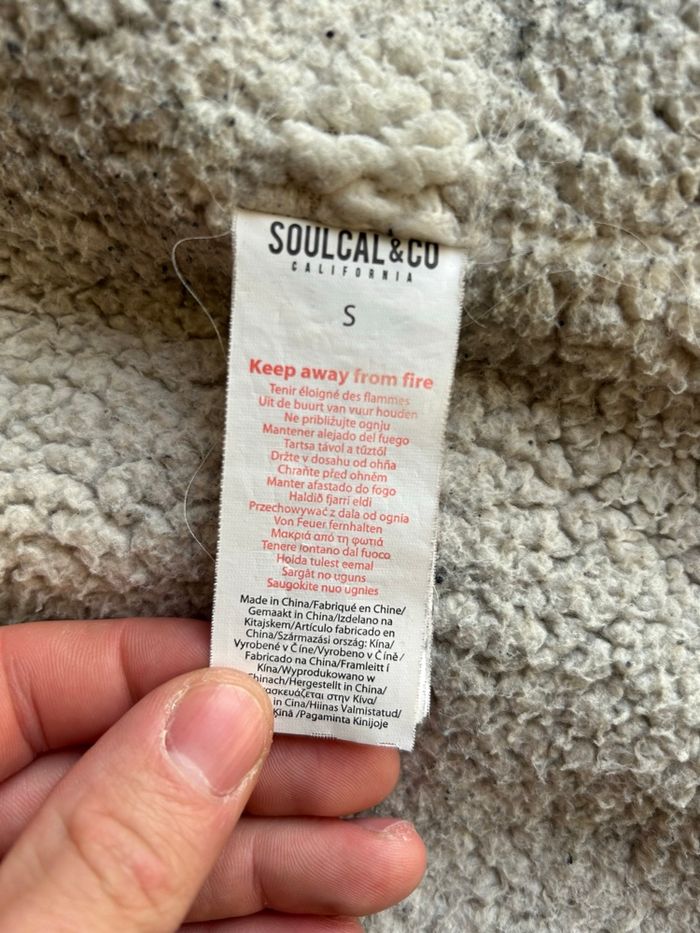 SOULCAL&CO
CALIFORNIA
S
Keep away from fire
Tenir éloigné des flammes
Uit de buurt van vuur houden
Ne približujte ognju
Mantener alejado del fuego
Tartsa távol a tűztől
Držte v dosahu od ohňa
Chraňte před ohněm
Manter afastado do fogo
Haldið fjarri eldi
Przechowywać z dala od ognia
Von Feuer fernhalten
Μακριά από τη φωτιά
Tenere lontano dal fuoco
Hoida tulest eemal
Sargāt no uguns
Saugokite nuo ugnies
Made in China/Fabriqué en Chine/
Gemaakt in China/Izdelano na
Kitajskem/Artículo fabricado en
China/Származási ország: Kína/
Vyrobené v Číne/Vyrobeno v Číně/
Fabricado na China/Framleitt í
Kína/Wyprodukowano w
Chinach/Hergestellt in China/
στην Κίνα/
in Cina/Hiinas Valmistatud/
Ķīnā /Pagaminta Kinijoje